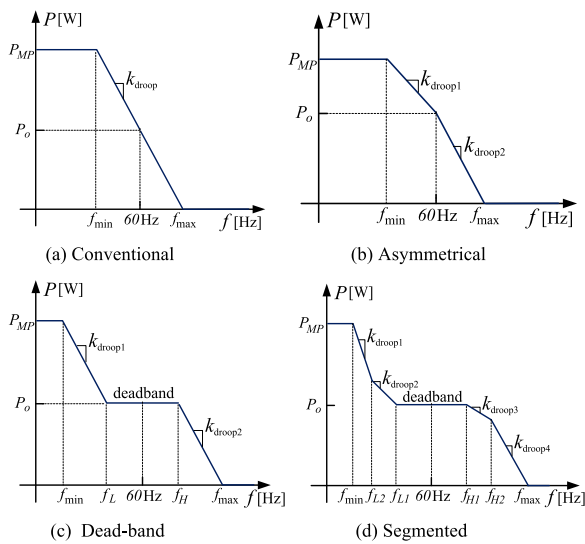 P [W]
P_MP
k_droop
P_o
f_min
60Hz
f_max
f [Hz]
(a) Conventional
P [W]
P_MP
k_droop1
P_o
k_droop2
f_min
60Hz
f_max
f [Hz]
(b) Asymmetrical
P [W]
P_MP
k_droop1
deadband
P_o
k_droop2
f_min
f_L
60Hz
f_H
f_max
f [Hz]
(c) Dead-band
P [W]
P_MP
k_droop1
k_droop2
deadband
P_o
k_droop3
k_droop4
f_min
f_L2
f_L1
60Hz
f_H1
f_H2
f_max
f [Hz]
(d) Segmented